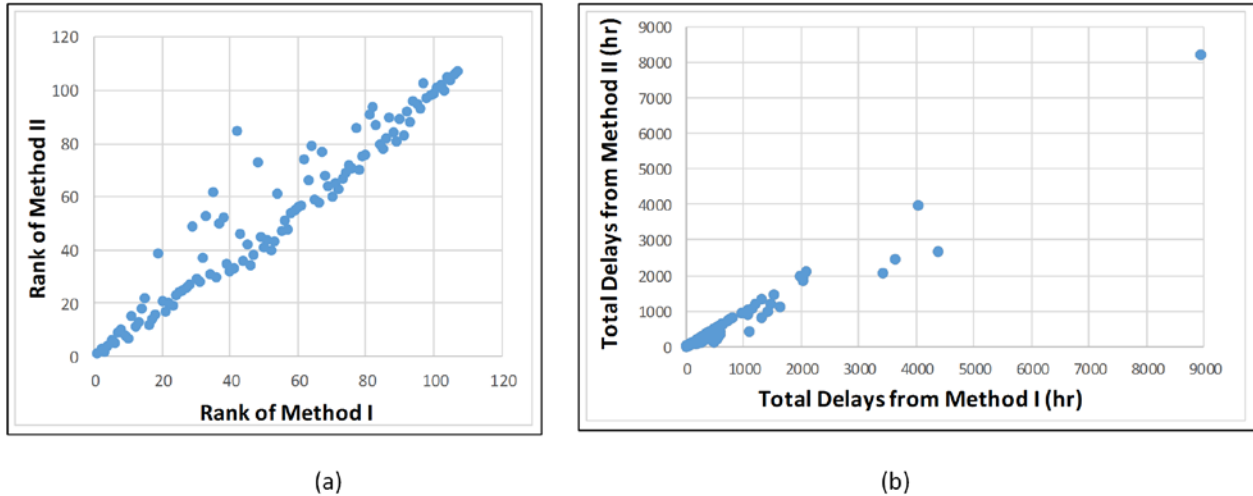 120
100
80
60
40
20
0
0 20 40 60 80 100 120
Rank of Method II
Rank of Method I
(a)
9000
8000
7000
6000
5000
4000
3000
2000
1000
0
0 1000 2000 3000 4000 5000 6000 7000 8000 9000
Total Delays from Method II (hr)
Total Delays from Method I (hr)
(b)